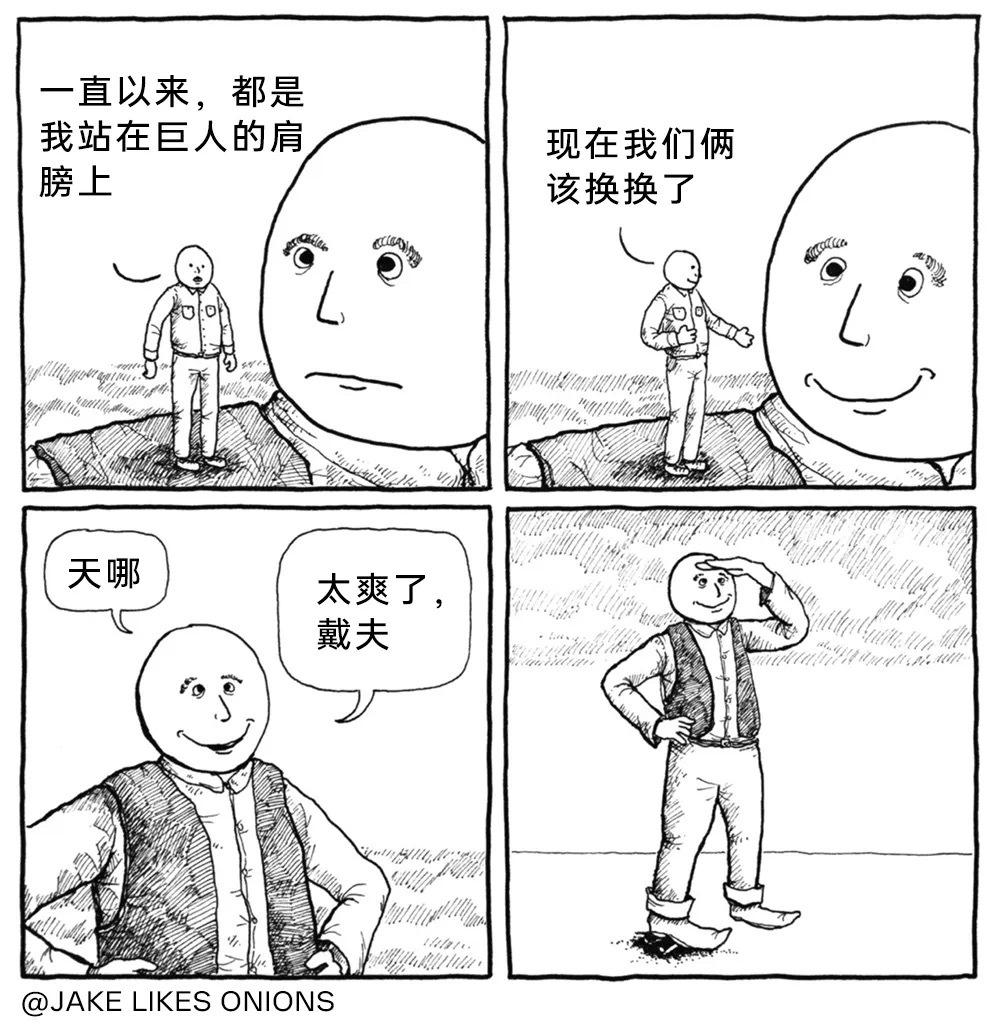 一直以来，都是
我站在巨人的肩
膀上
现在我们俩
该换换了
天哪
太爽了，
戴夫
@JAKE LIKES ONIONS